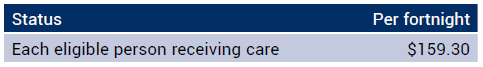 Status Per fortnight
Each eligible person receiving care $159.30